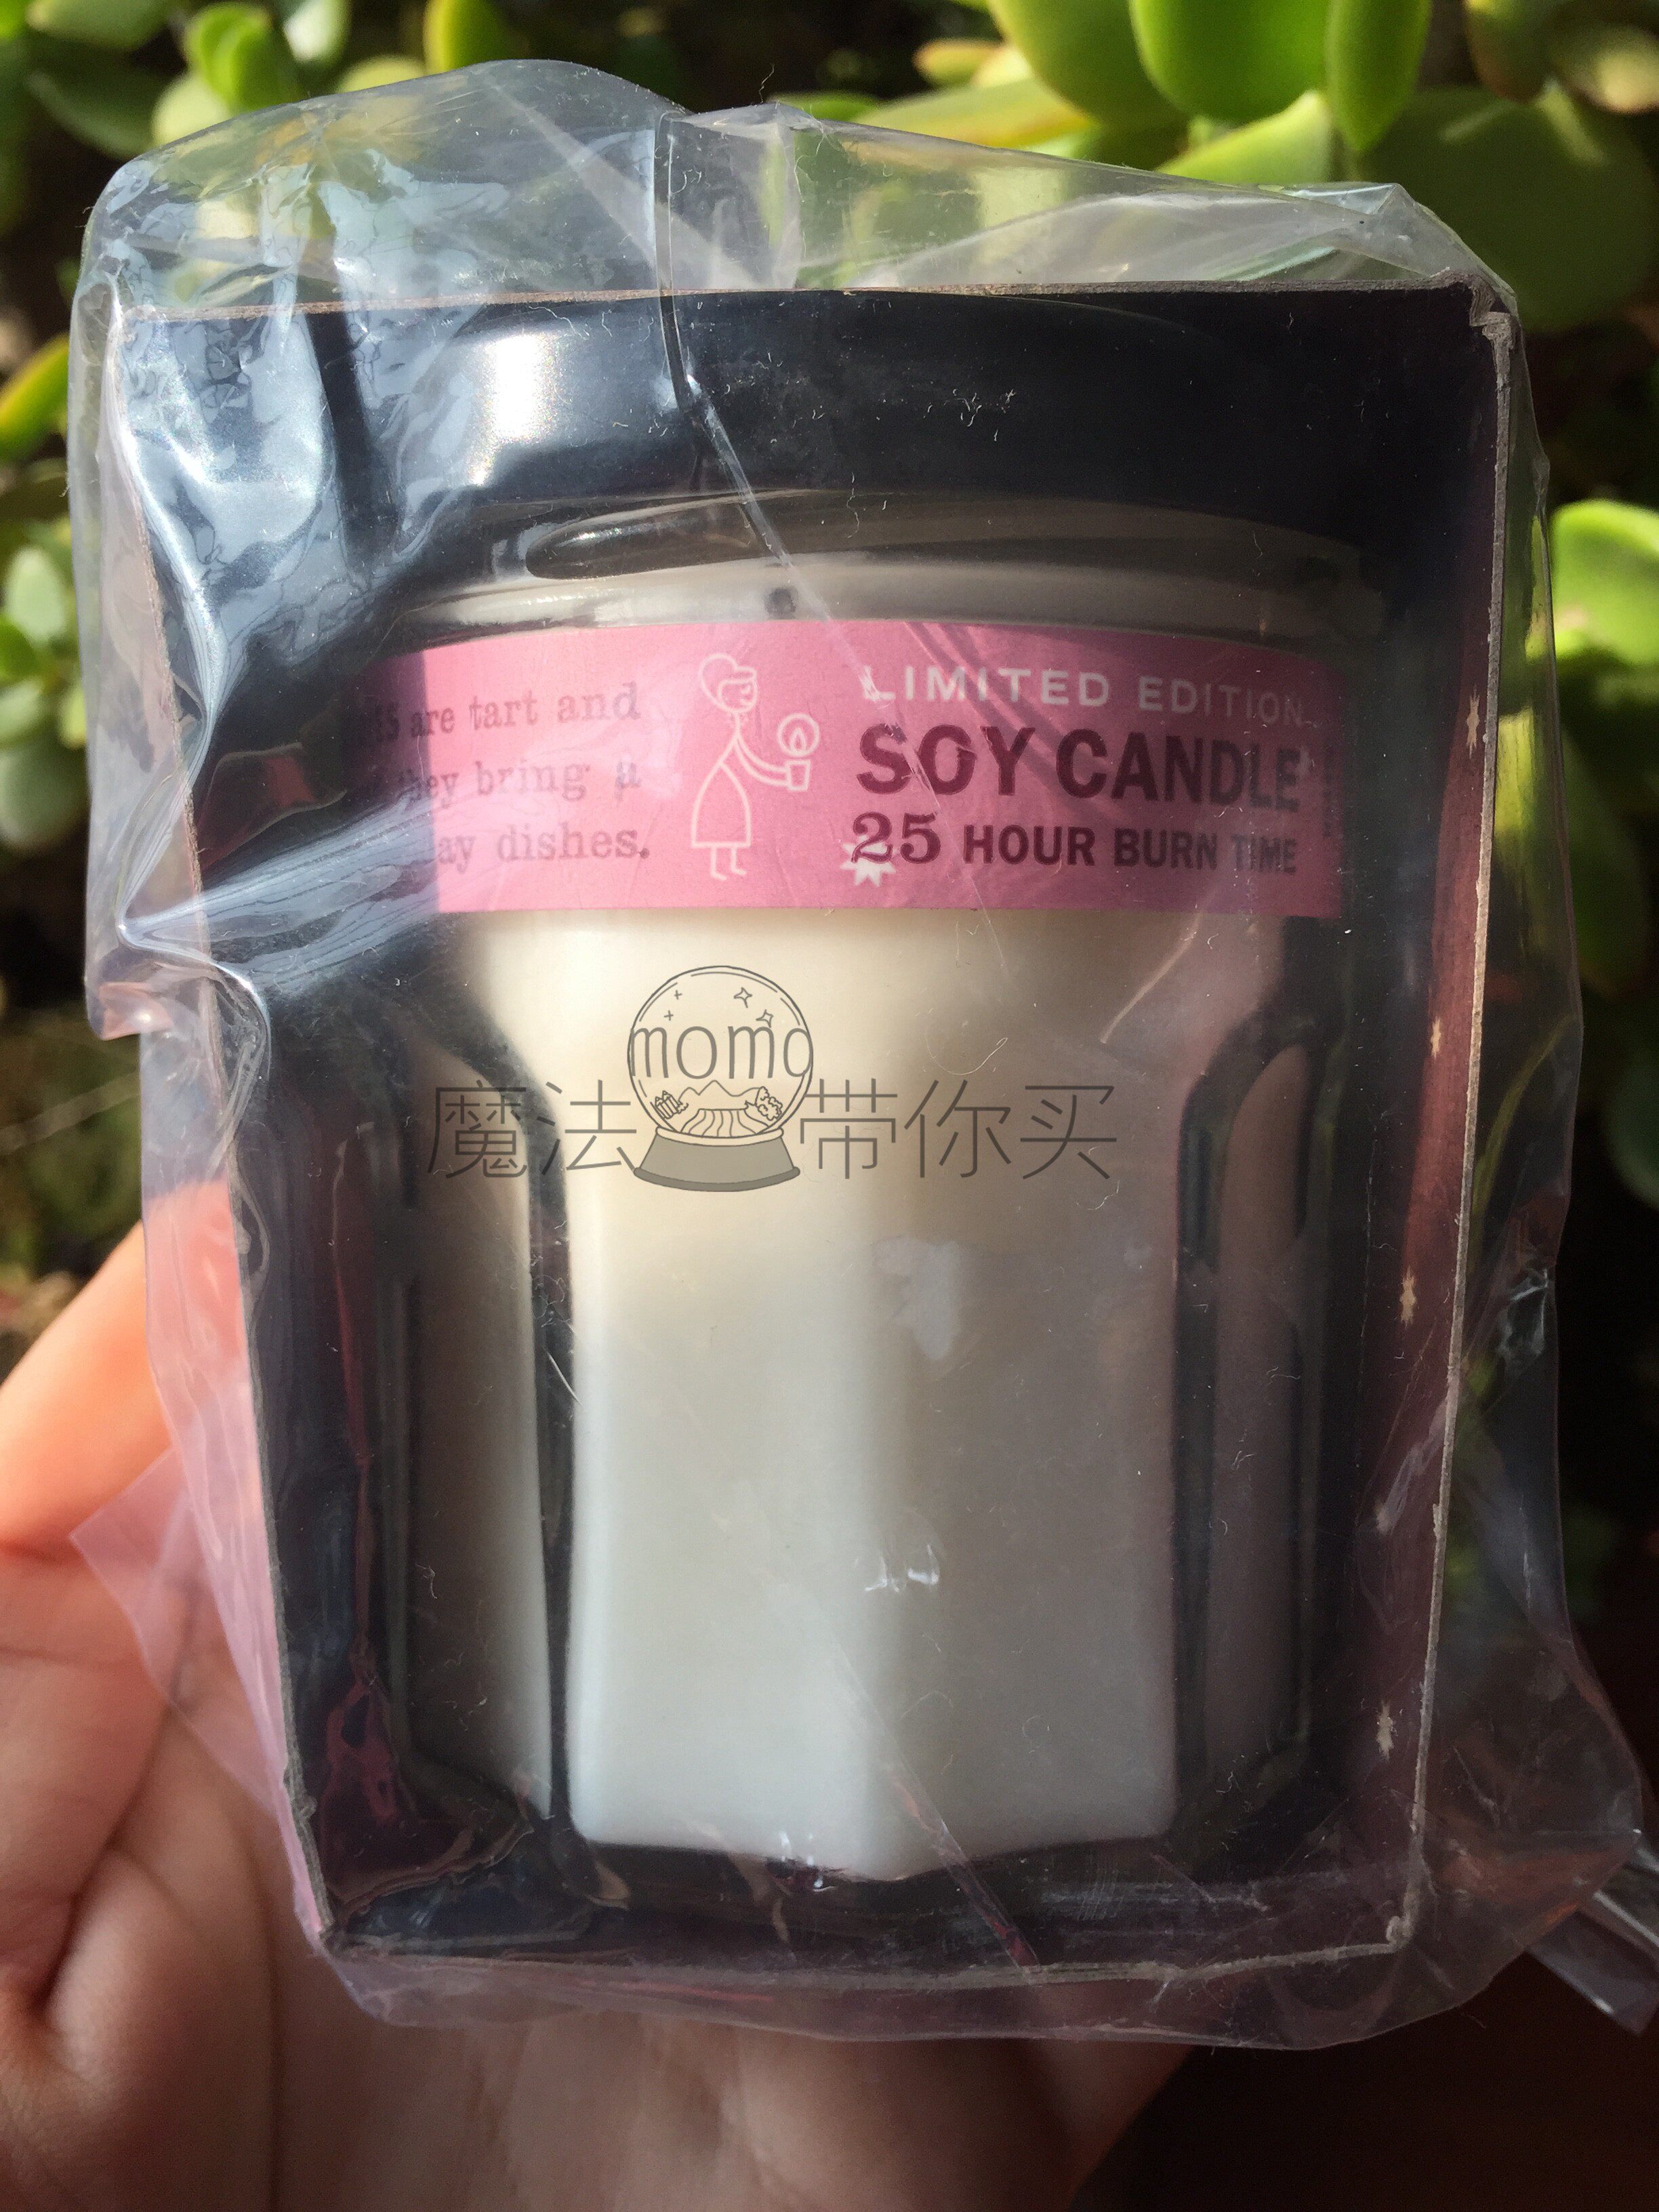 are tart and
they bring a
dishes.
LIMITED EDITION
SOY CANDLE
25 HOUR BURN TIME
momo
魔法带你买